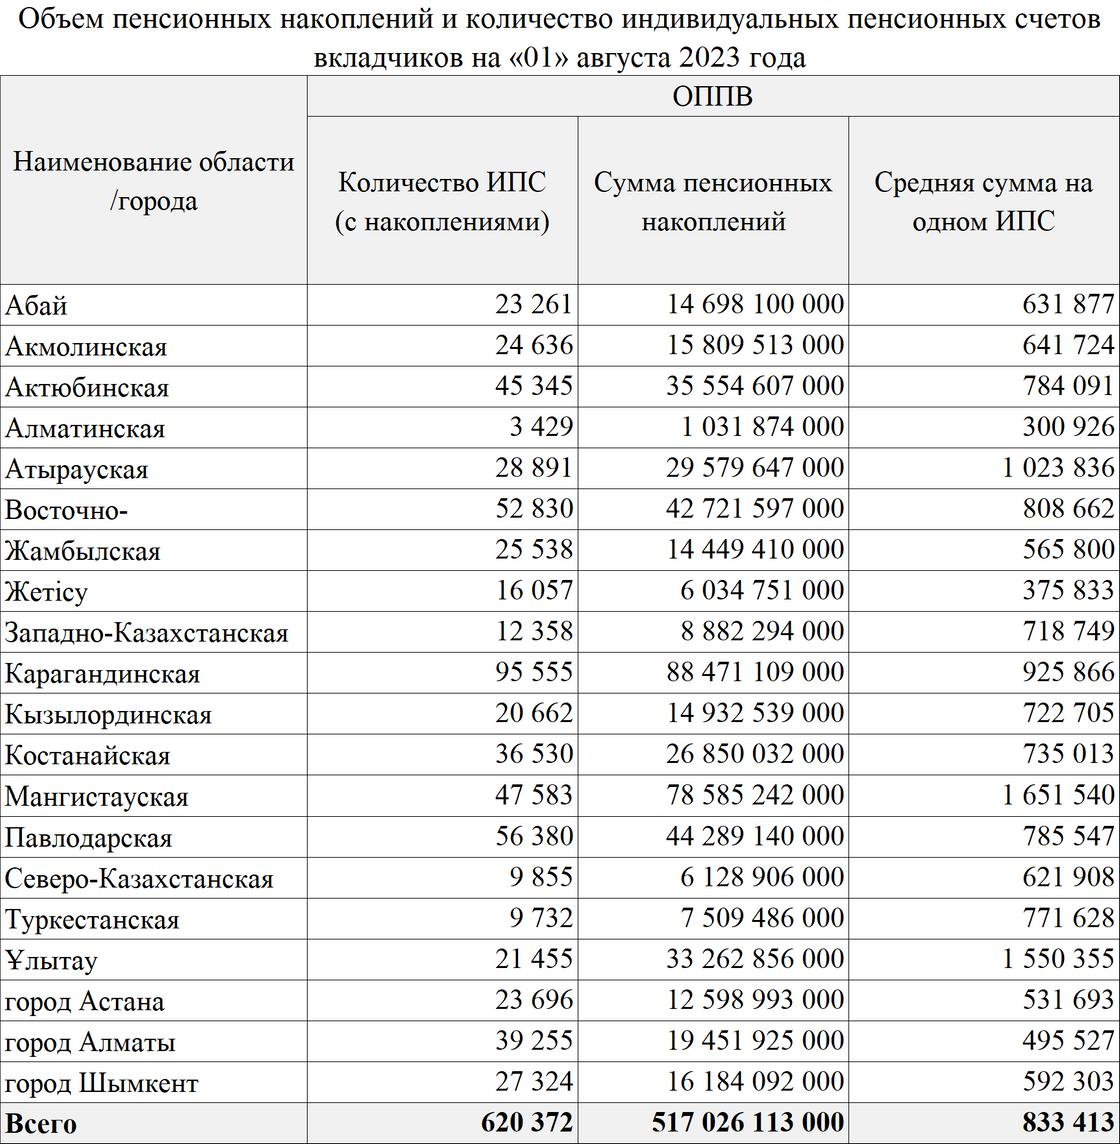 Объем пенсионных накоплений и количество индивидуальных пенсионных счетов
вкладчиков на «01» августа 2023 года
Наименование области
/города
ОППВ
Количество ИПС
(с накоплениями)
Сумма пенсионных
накоплений
Средняя сумма на
одном ИПС
Абай 23 261 14 698 100 000 631 877
Акмолинская 24 636 15 809 513 000 641 724
Актюбинская 45 345 35 554 607 000 784 091
Алматинская 3 429 1 031 874 000 300 926
Атырауская 28 891 29 579 647 000 1 023 836
Восточно- 52 830 42 721 597 000 808 662
Жамбылская 25 538 14 449 410 000 565 800
Жетісу 16 057 6 034 751 000 375 833
Западно-Казахстанская 12 358 8 882 294 000 718 749
Карагандинская 95 555 88 471 109 000 925 866
Кызылординская 20 662 14 932 539 000 722 705
Костанайская 36 530 26 850 032 000 735 013
Мангистауская 47 583 78 585 242 000 1 651 540
Павлодарская 56 380 44 289 140 000 785 547
Северо-Казахстанская 9 855 6 128 906 000 621 908
Туркестанская 9 732 7 509 486 000 771 628
Ұлытау 21 455 33 262 856 000 1 550 355
город Астана 23 696 12 598 993 000 531 693
город Алматы 39 255 19 451 925 000 495 527
город Шымкент 27 324 16 184 092 000 592 303
Всего 620 372 517 026 113 000 833 413